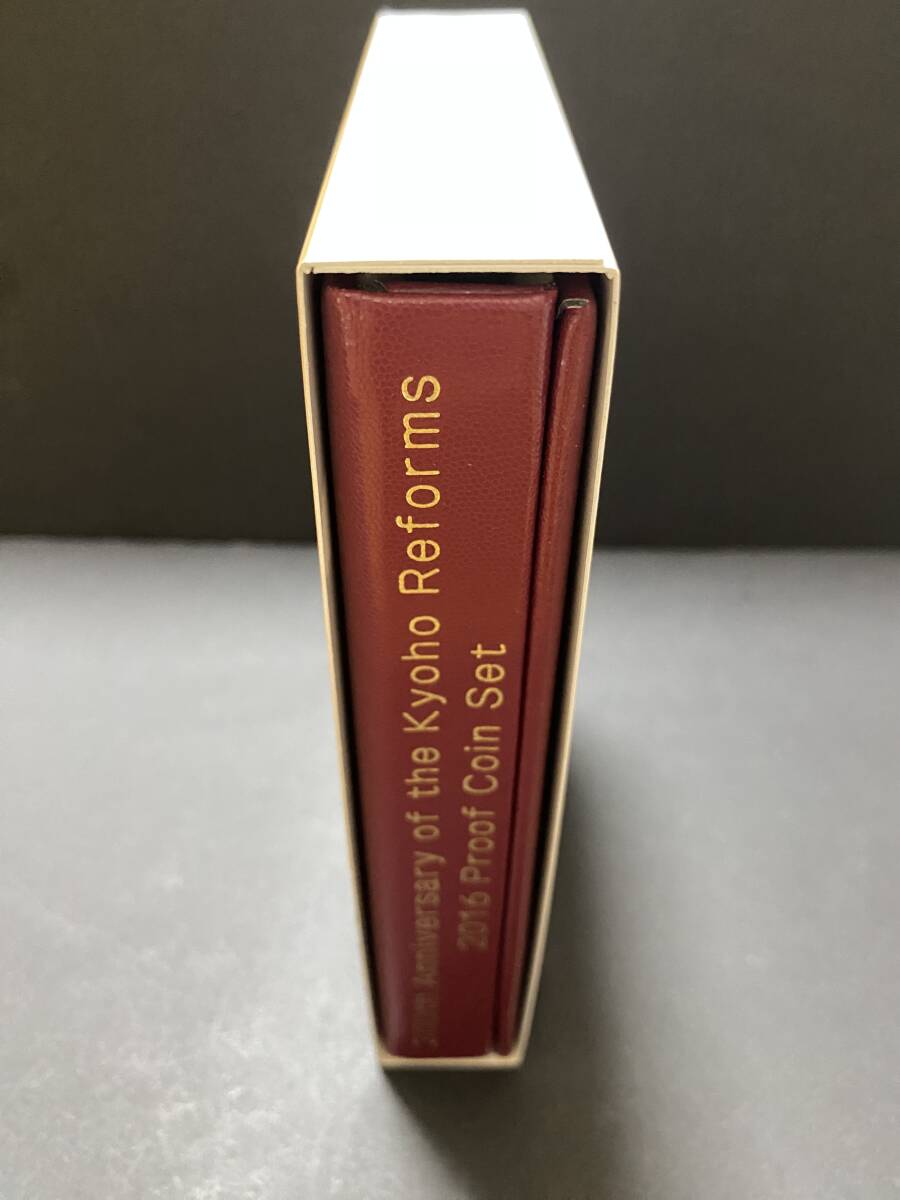 Anniversary of the Kyoho Reforms
2016 Proof Coin Set